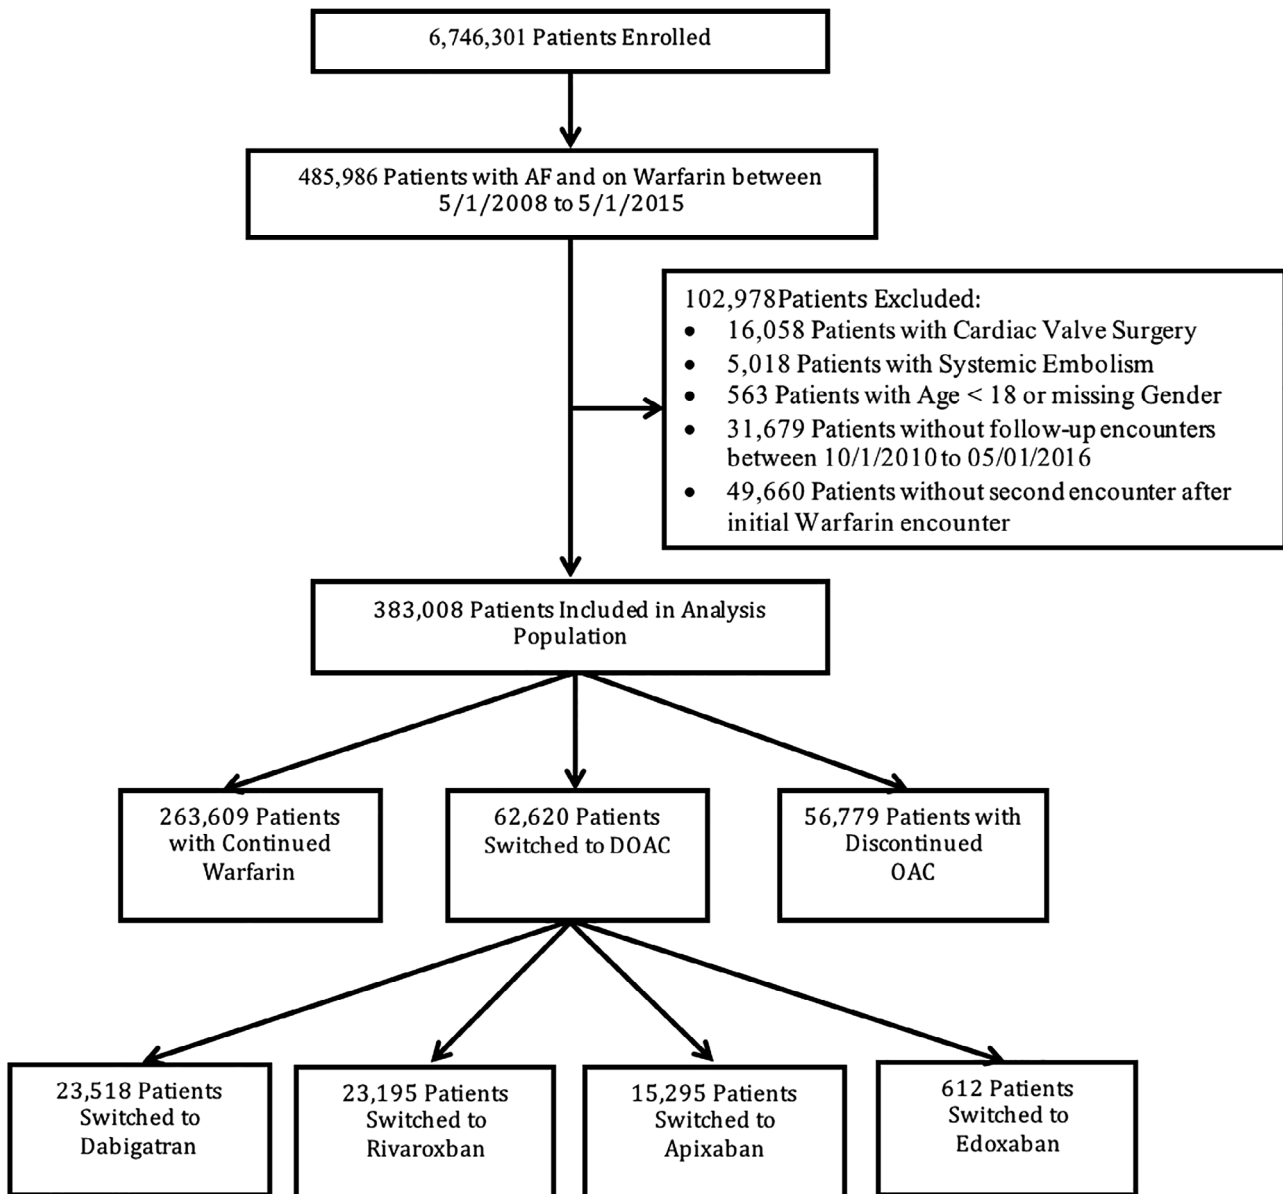 6,746,301 Patients Enrolled
485,986 Patients with AF and on Warfarin between
5/1/2008 to 5/1/2015
102,978Patients Excluded:
• 16,058 Patients with Cardiac Valve Surgery
• 5,018 Patients with Systemic Embolism
• 563 Patients with Age < 18 or missing Gender
• 31,679 Patients without follow-up encounters
between 10/1/2010 to 05/01/2016
• 49,660 Patients without second encounter after
initial Warfarin encounter
383,008 Patients Included in Analysis
Population
263,609 Patients
with Continued
Warfarin
62,620 Patients
Switched to DOAC
56,779 Patients with
Discontinued
OAC
23,518 Patients
Switched to
Dabigatran
23,195 Patients
Switched to
Rivaroxban
15,295 Patients
Switched to
Apixaban
612 Patients
Switched to
Edoxaban